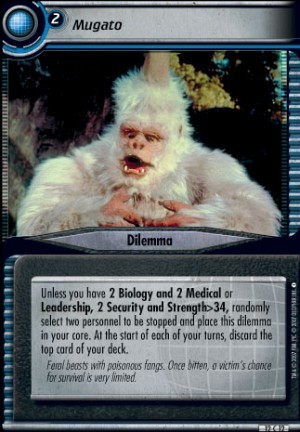 2
Mugato
Dilemma
Unless you have 2 Biology and 2 Medical or
Leadership, 2 Security and Strength>34, randomly
select two personnel to be stopped and place this dilemma
in your core. At the start of each of your turns, discard the
top card of your deck.
Feral beasts with poisonous fangs. Once bitten, a victim's chance
for survival is very limited.